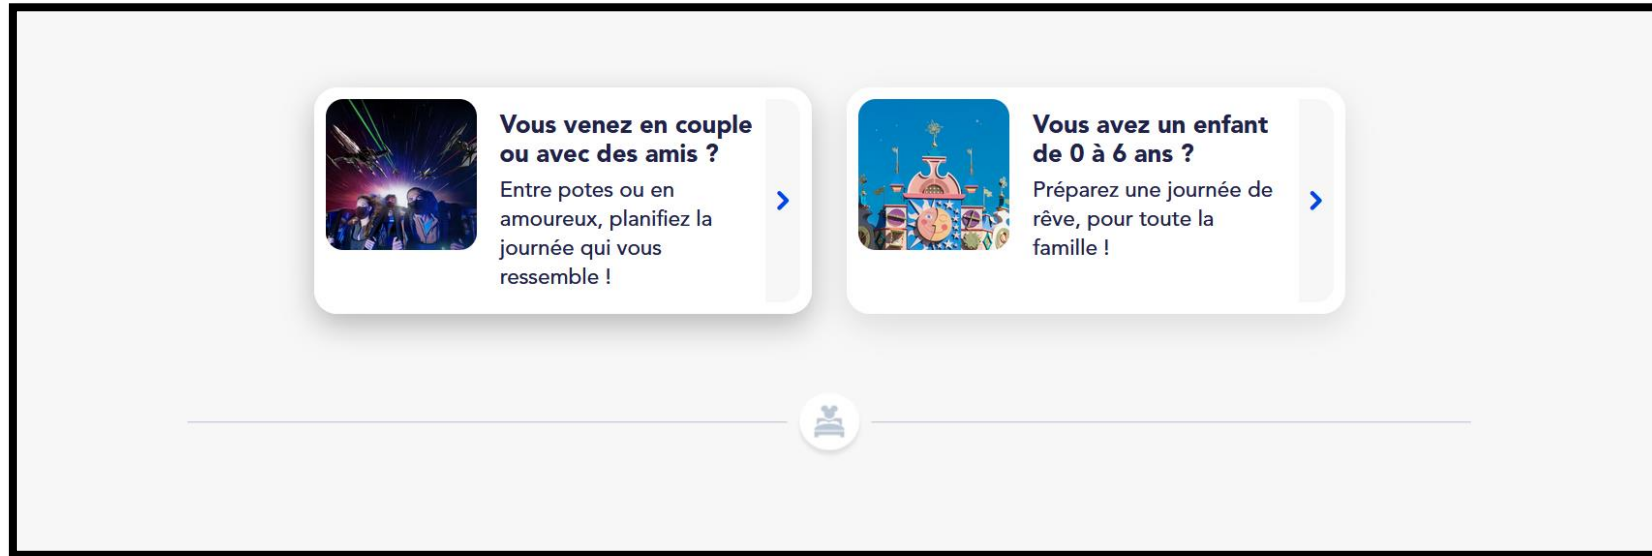 Vous venez en couple
ou avec des amis ?
Entre potes ou en
amoureux, planifiez la
journée qui vous
ressemble !
Vous avez un enfant
de 0 à 6 ans ?
Préparez une journée de
rêve, pour toute la
famille !